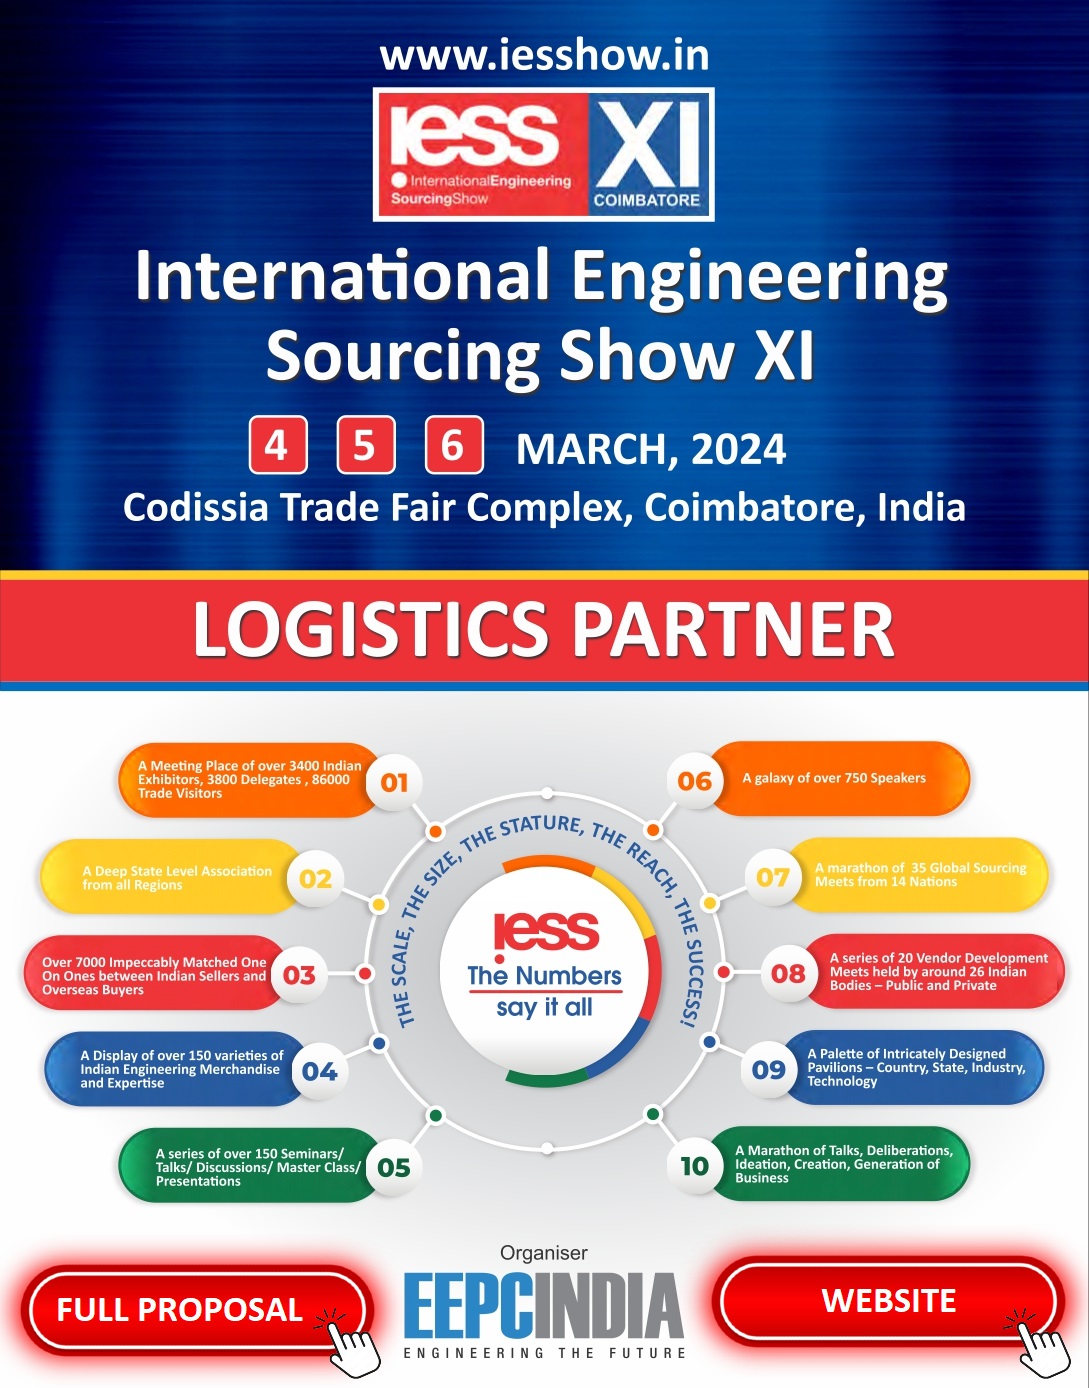 www.iesshow.in
iess
InternationalEngineering
SourcingShow
XI
COIMBATORE
International Engineering
Sourcing Show XI
4 5 6 MARCH, 2024
Codissia Trade Fair Complex, Coimbatore, India
LOGISTICS PARTNER
A Meeting Place of over 3400 Indian
Exhibitors, 3800 Delegates , 86000
Trade Visitors
01
A Deep State Level Association
from all Regions
02
Over 7000 Impeccably Matched One
On Ones between Indian Sellers and
Overseas Buyers
03
A Display of over 150 varieties of
Indian Engineering Merchandise
and Expertise
04
A series of over 150 Seminars/
Talks/ Discussions/ Master Class/
Presentations
05
THE SCALE, THE SIZE, THE STATURE, THE REACH, THE SUCCESS!
iess
The Numbers
say it all
06
A galaxy of over 750 Speakers
07
A marathon of 35 Global Sourcing
Meets from 14 Nations
08
A series of 20 Vendor Development
Meets held by around 26 Indian
Bodies – Public and Private
09
A Palette of Intricately Designed
Pavilions – Country, State, Industry,
Technology
10
A Marathon of Talks, Deliberations,
Ideation, Creation, Generation of
Business
FULL PROPOSAL
Organiser
EEPCINDIA
ENGINEERING THE FUTURE
WEBSITE